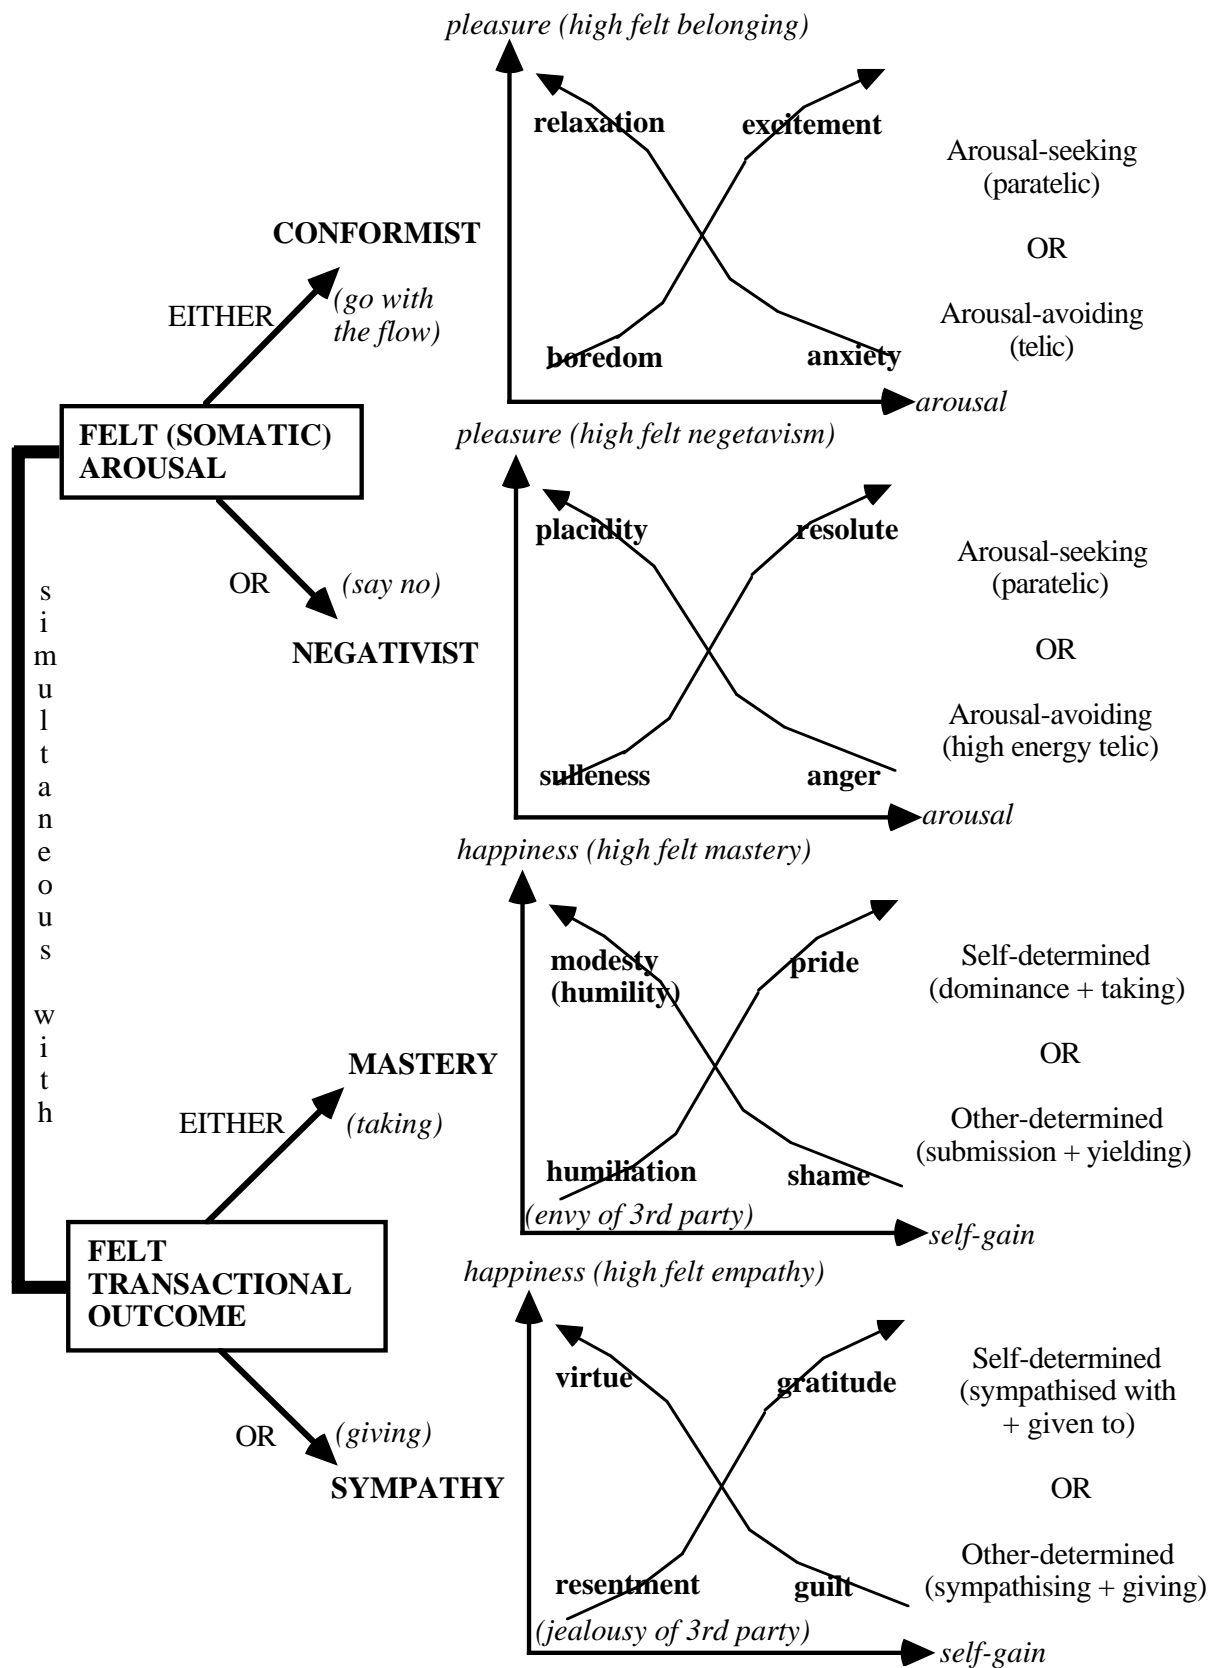 pleasure (high felt belonging)
relaxation
excitement
Arousal-seeking
(paratelic)
OR
Arousal-avoiding
(telic)
CONFORMIST
(go with
the flow)
EITHER
boredom
anxiety
arousal
FELT (SOMATIC)
AROUSAL
pleasure (high felt negetavism)
placidity
resolute
Arousal-seeking
(paratelic)
OR
Arousal-avoiding
(high energy telic)
OR
(say no)
NEGATIVIST
sulleness
anger
arousal
simultaneous with
happiness (high felt mastery)
modesty
(humility)
pride
Self-determined
(dominance + taking)
OR
Other-determined
(submission + yielding)
MASTERY
EITHER
(taking)
humiliation
shame
(envy of 3rd party)
self-gain
FELT
TRANSACTIONAL
OUTCOME
happiness (high felt empathy)
virtue
gratitude
Self-determined
(sympathised with
+ given to)
OR
Other-determined
(sympathising + giving)
OR
(giving)
SYMPATHY
resentment
guilt
(jealousy of 3rd party)
self-gain